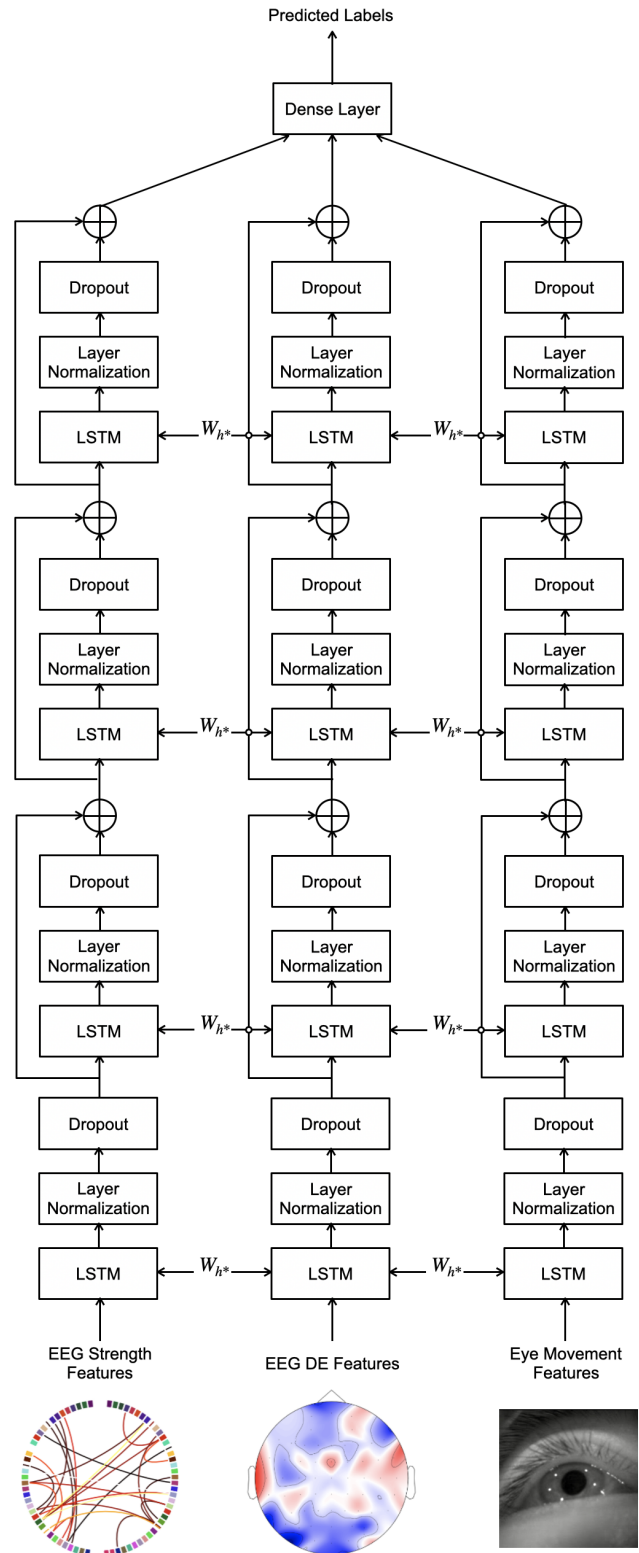 Predicted Labels
Dense Layer
Dropout
Dropout
Dropout
Layer
Normalization
Layer
Normalization
Layer
Normalization
LSTM
W_{h*}
LSTM
W_{h*}
LSTM
Dropout
Dropout
Dropout
Layer
Normalization
Layer
Normalization
Layer
Normalization
LSTM
W_{h*}
LSTM
W_{h*}
LSTM
Dropout
Dropout
Dropout
Layer
Normalization
Layer
Normalization
Layer
Normalization
LSTM
W_{h*}
LSTM
W_{h*}
LSTM
Dropout
Dropout
Dropout
Layer
Normalization
Layer
Normalization
Layer
Normalization
LSTM
W_{h*}
LSTM
W_{h*}
LSTM
EEG Strength
Features
EEG DE Features
Eye Movement
Features